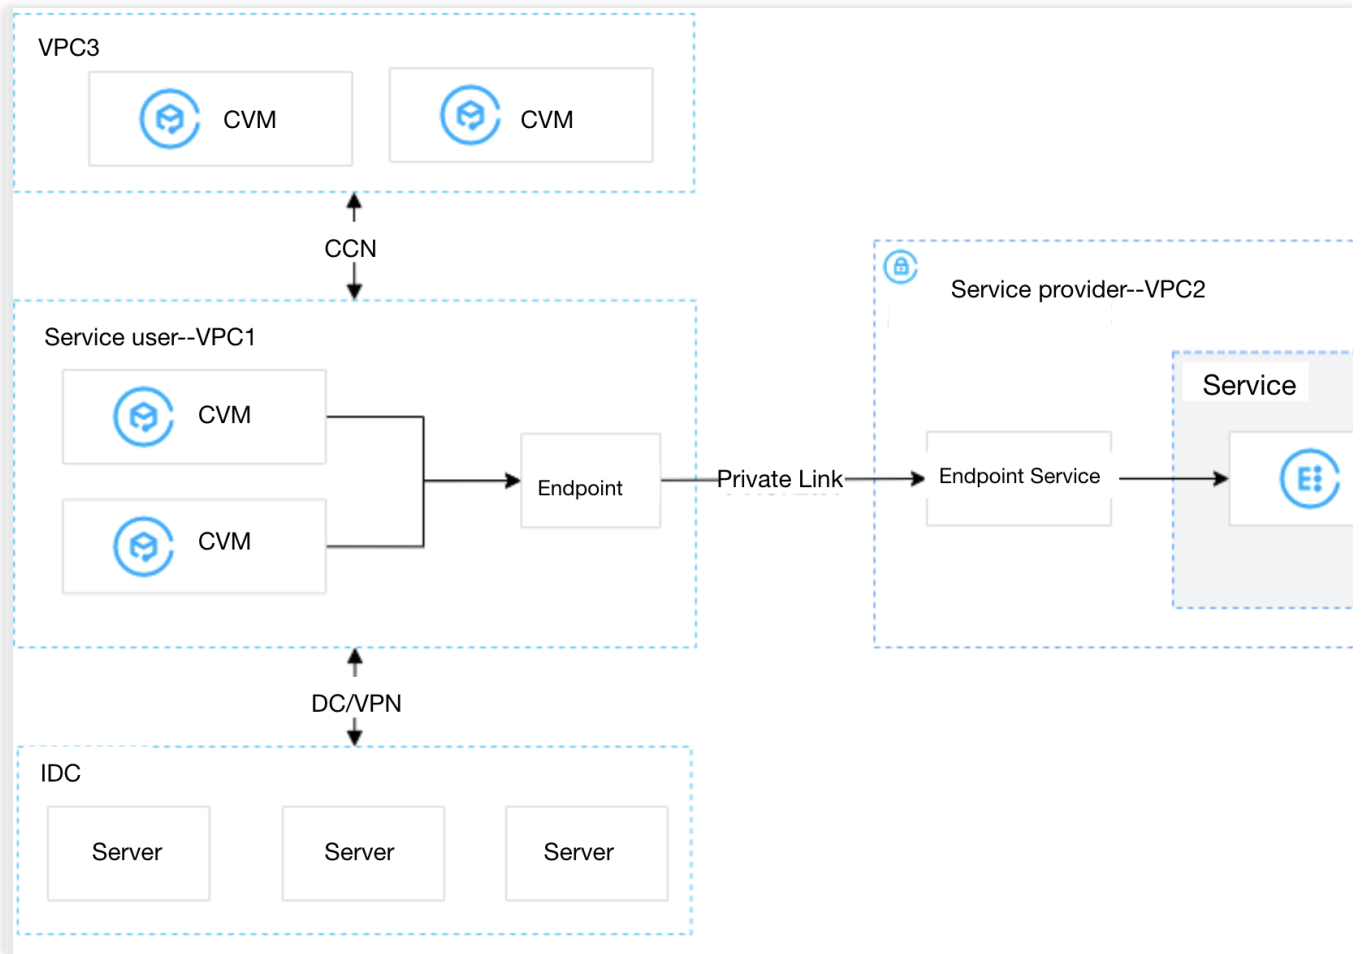 VPC3
CVM
CVM
CCN
Service user--VPC1
CVM
CVM
Endpoint
Private Link
Service provider--VPC2
Endpoint Service
Service
DC/VPN
IDC
Server
Server
Server